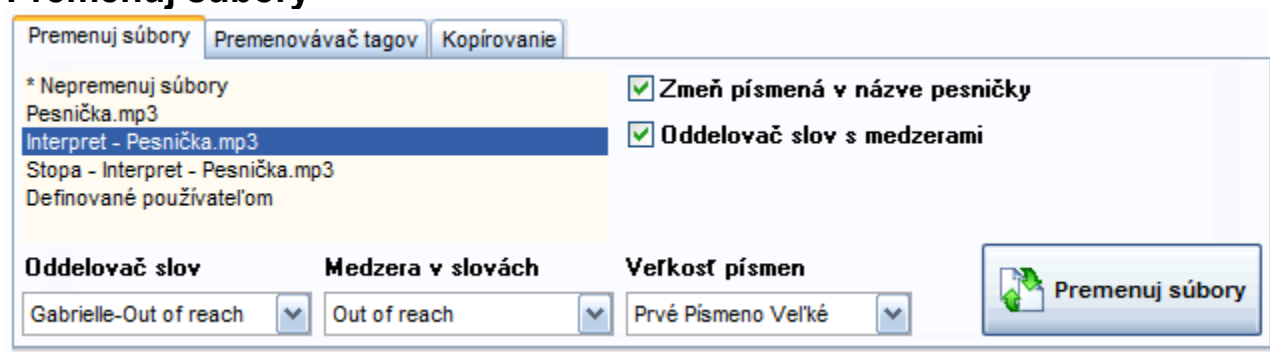 Premenuj súbory
Premenuj súbory Premenovávač tagov Kopírovanie
* Nepremenuj súbory
Pesnička.mp3
Interpret - Pesnička.mp3
Stopa - Interpret - Pesnička.mp3
Definované používateľom
Zmeň písmená v názve pesničky
Oddelovač slov s medzerami
Oddelovač slov Medzera v slovách Veľkosť písmen
Gabrielle-Out of reach Out of reach Prvé Písmeno Veľké
Premenuj súbory